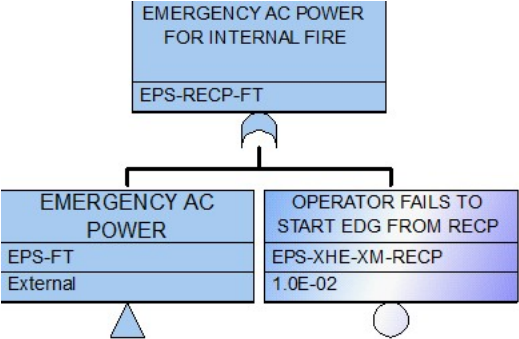 EMERGENCY AC POWER
FOR INTERNAL FIRE
EPS-RECP-FT
EMERGENCY AC
POWER
EPS-FT
External
OPERATOR FAILS TO
START EDG FROM RECP
EPS-XHE-XM-RECP
1.0E-02